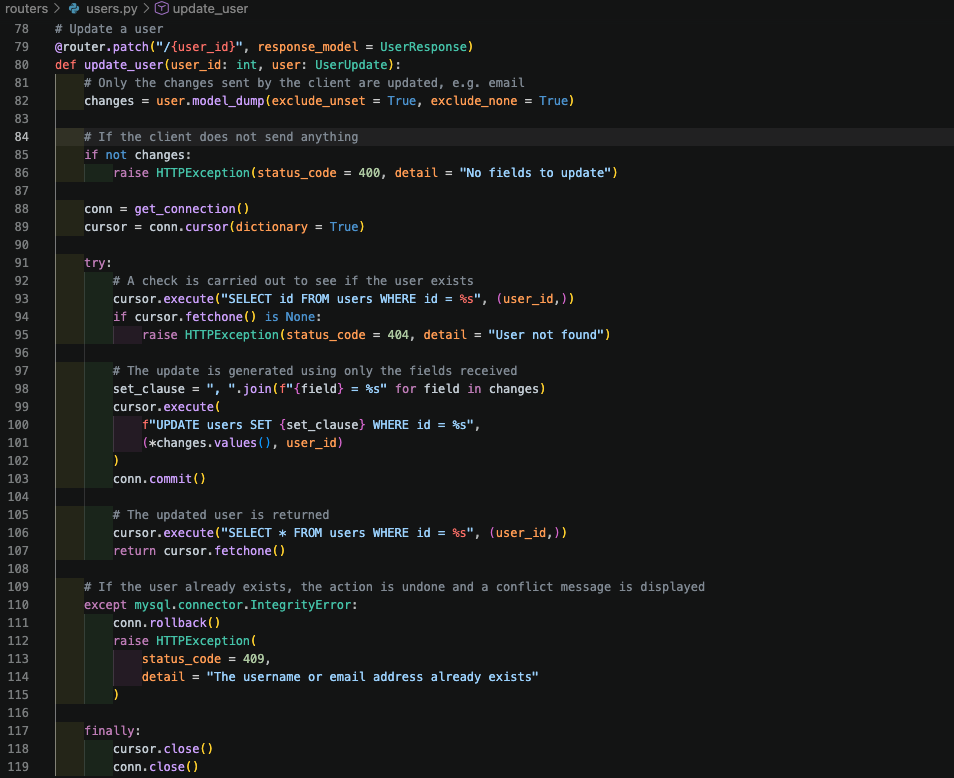 routers > users.py > update_user
78 # Update a user
79 @router.patch("/{user_id}", response_model = UserResponse)
80 def update_user(user_id: int, user: UserUpdate):
81     # Only the changes sent by the client are updated, e.g. email
82     changes = user.model_dump(exclude_unset = True, exclude_none = True)
83
84     # If the client does not send anything
85     if not changes:
86         raise HTTPException(status_code = 400, detail = "No fields to update")
87
88     conn = get_connection()
89     cursor = conn.cursor(dictionary = True)
90
91     try:
92         # A check is carried out to see if the user exists
93         cursor.execute("SELECT id FROM users WHERE id = %s", (user_id,))
94         if cursor.fetchone() is None:
95             raise HTTPException(status_code = 404, detail = "User not found")
96
97         # The update is generated using only the fields received
98         set_clause = ", ".join(f"{field} = %s" for field in changes)
99         cursor.execute(
100             f"UPDATE users SET {set_clause} WHERE id = %s",
101             (*changes.values(), user_id)
102         )
103         conn.commit()
104
105         # The updated user is returned
106         cursor.execute("SELECT * FROM users WHERE id = %s", (user_id,))
107         return cursor.fetchone()
108
109     # If the user already exists, the action is undone and a conflict message is displayed
110     except mysql.connector.IntegrityError:
111         conn.rollback()
112         raise HTTPException(
113             status_code = 409,
114             detail = "The username or email address already exists"
115         )
116
117     finally:
118         cursor.close()
119         conn.close()